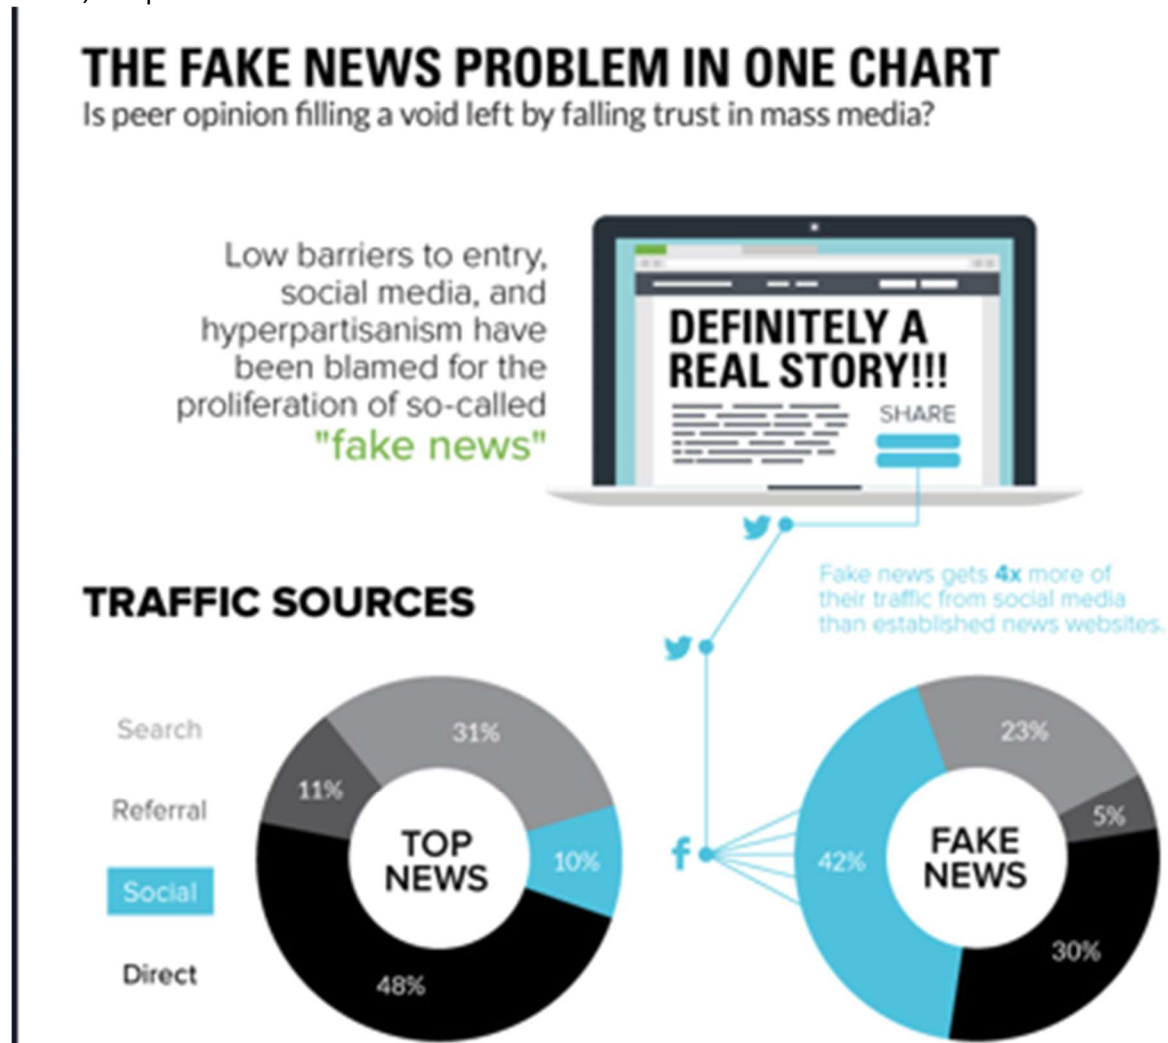 THE FAKE NEWS PROBLEM IN ONE CHART
Is peer opinion filling a void left by falling trust in mass media?
Low barriers to entry,
social media, and
hyperpartisanism have
been blamed for the
proliferation of so-called
"fake news"
DEFINITELY A
REAL STORY!!!
SHARE
Fake news gets 4x more of
their traffic from social media
than established news websites.
TRAFFIC SOURCES
Search
Referral
Social
Direct
31%
11%
10%
48%
TOP
NEWS
23%
5%
42%
30%
FAKE
NEWS